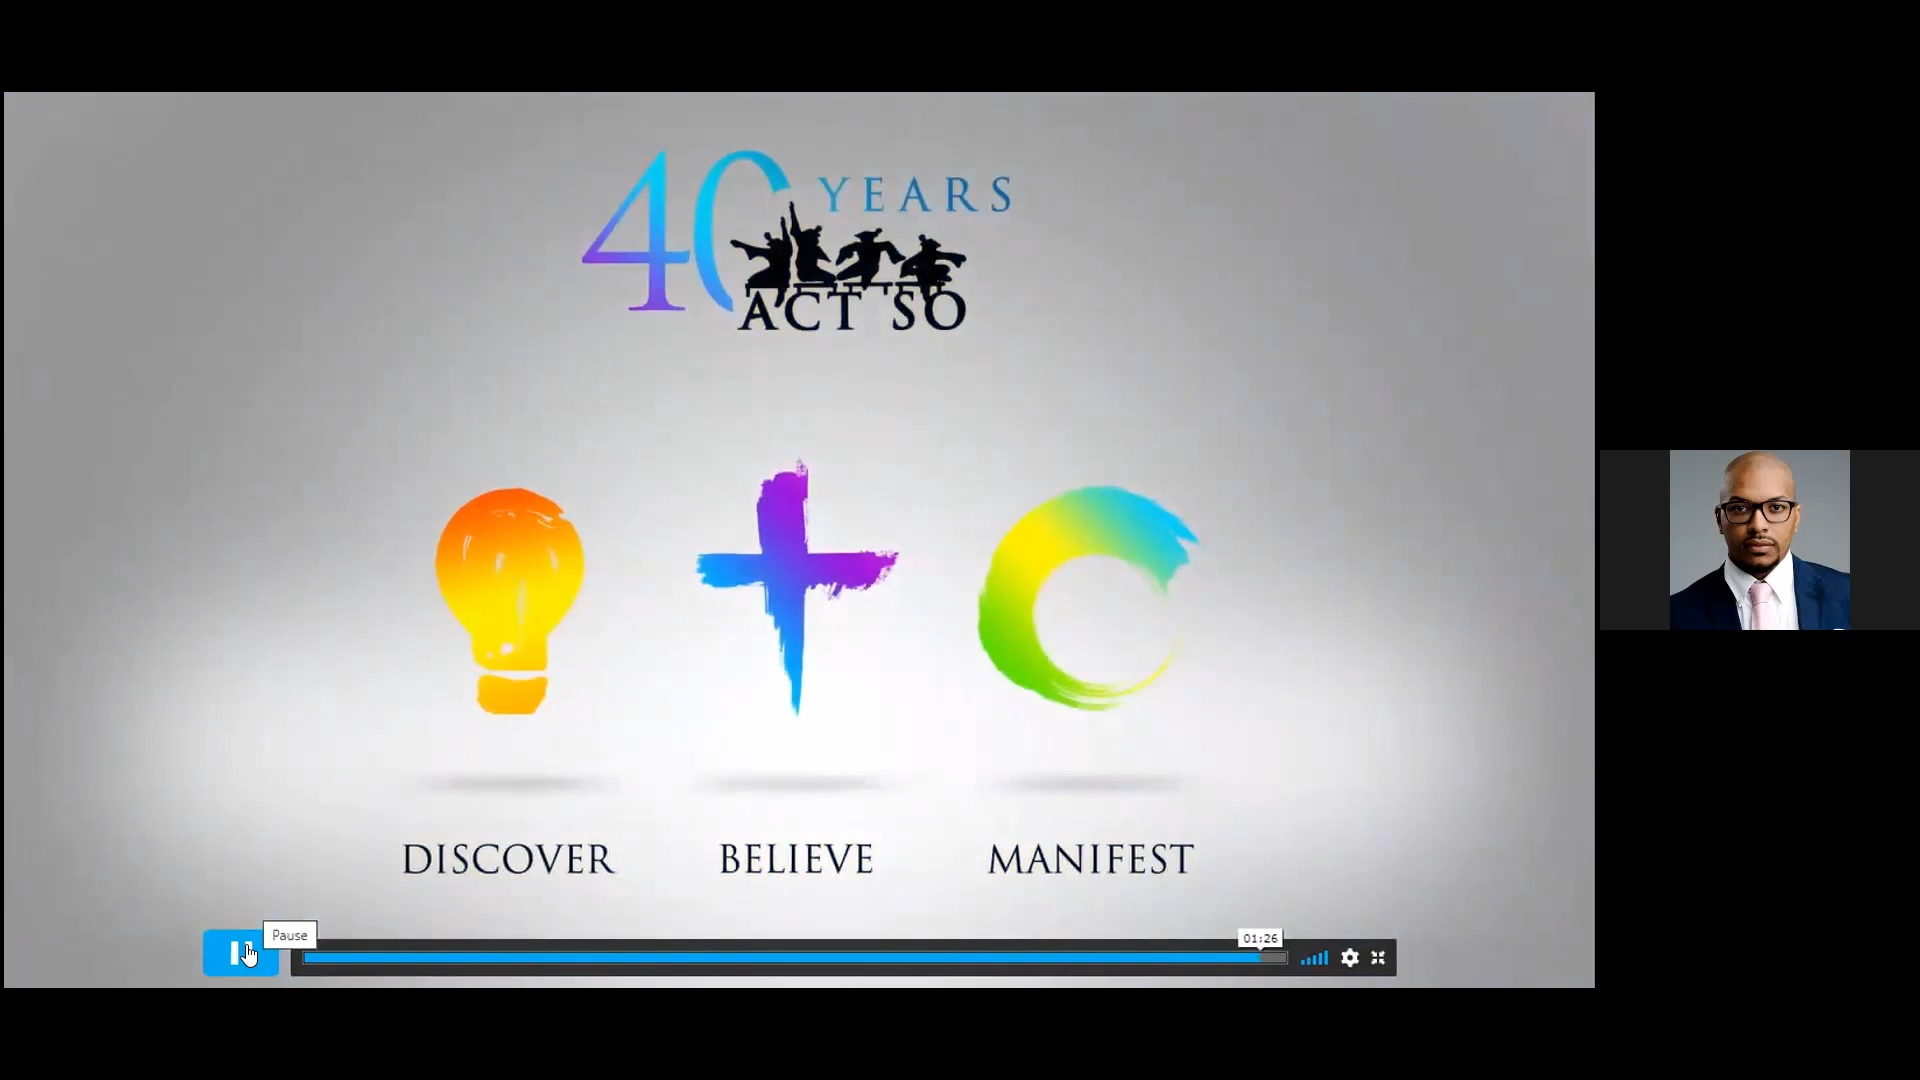 40 YEARS
ACT SO
DISCOVER BELIEVE MANIFEST
Pause
01:26